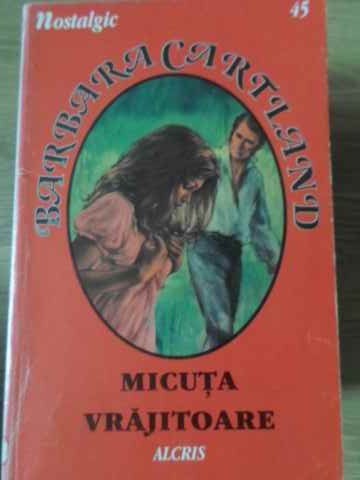 Nostalgic 45
BARBARA CARTLAND
MICUȚA
VRĂJITOARE
ALCRIS